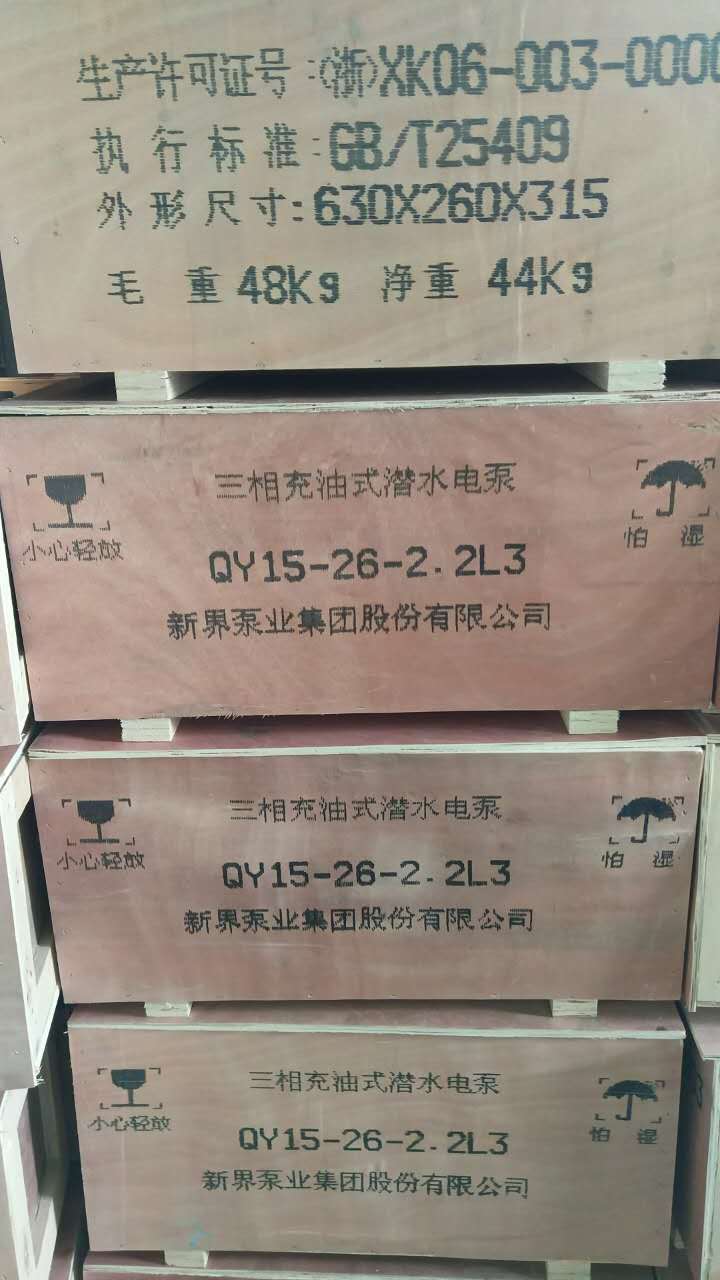 生产许可证号:(浙)XK06-003-0000
执行标准:GB/T25409
外形尺寸:630X260X315
毛 重 48Kg 净重 44Kg
三相充油式潜水电泵
小心轻放
怕 湿
QY15-26-2.2L3
新界泵业集团股份有限公司
三相充油式潜水电泵
小心轻放
怕 湿
QY15-26-2.2L3
新界泵业集团股份有限公司
三相充油式潜水电泵
小心轻放
怕 湿
QY15-26-2.2L3
新界泵业集团股份有限公司